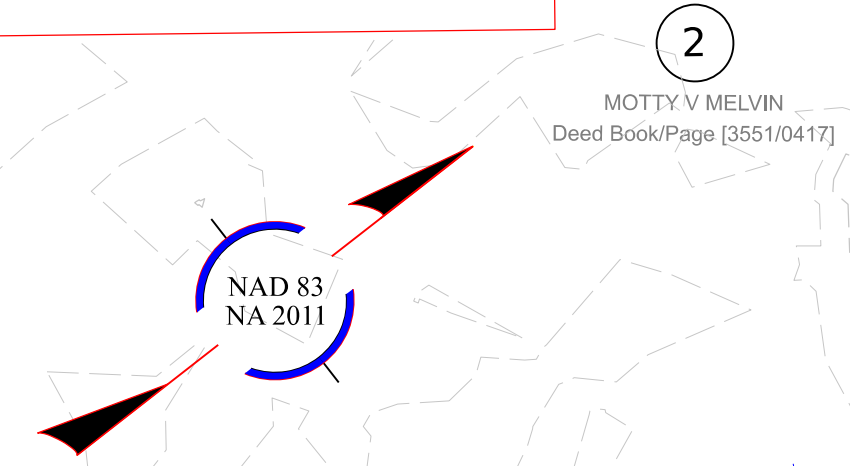 2
MOTTY V MELVIN
Deed Book/Page [3551/0417]
NAD 83
NA 2011